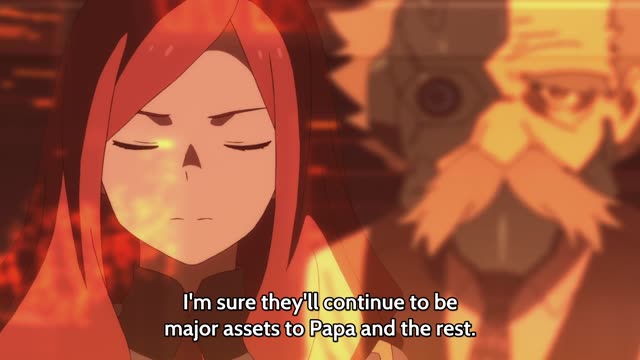 I'm sure they'll continue to be
major assets to Papa and the rest.